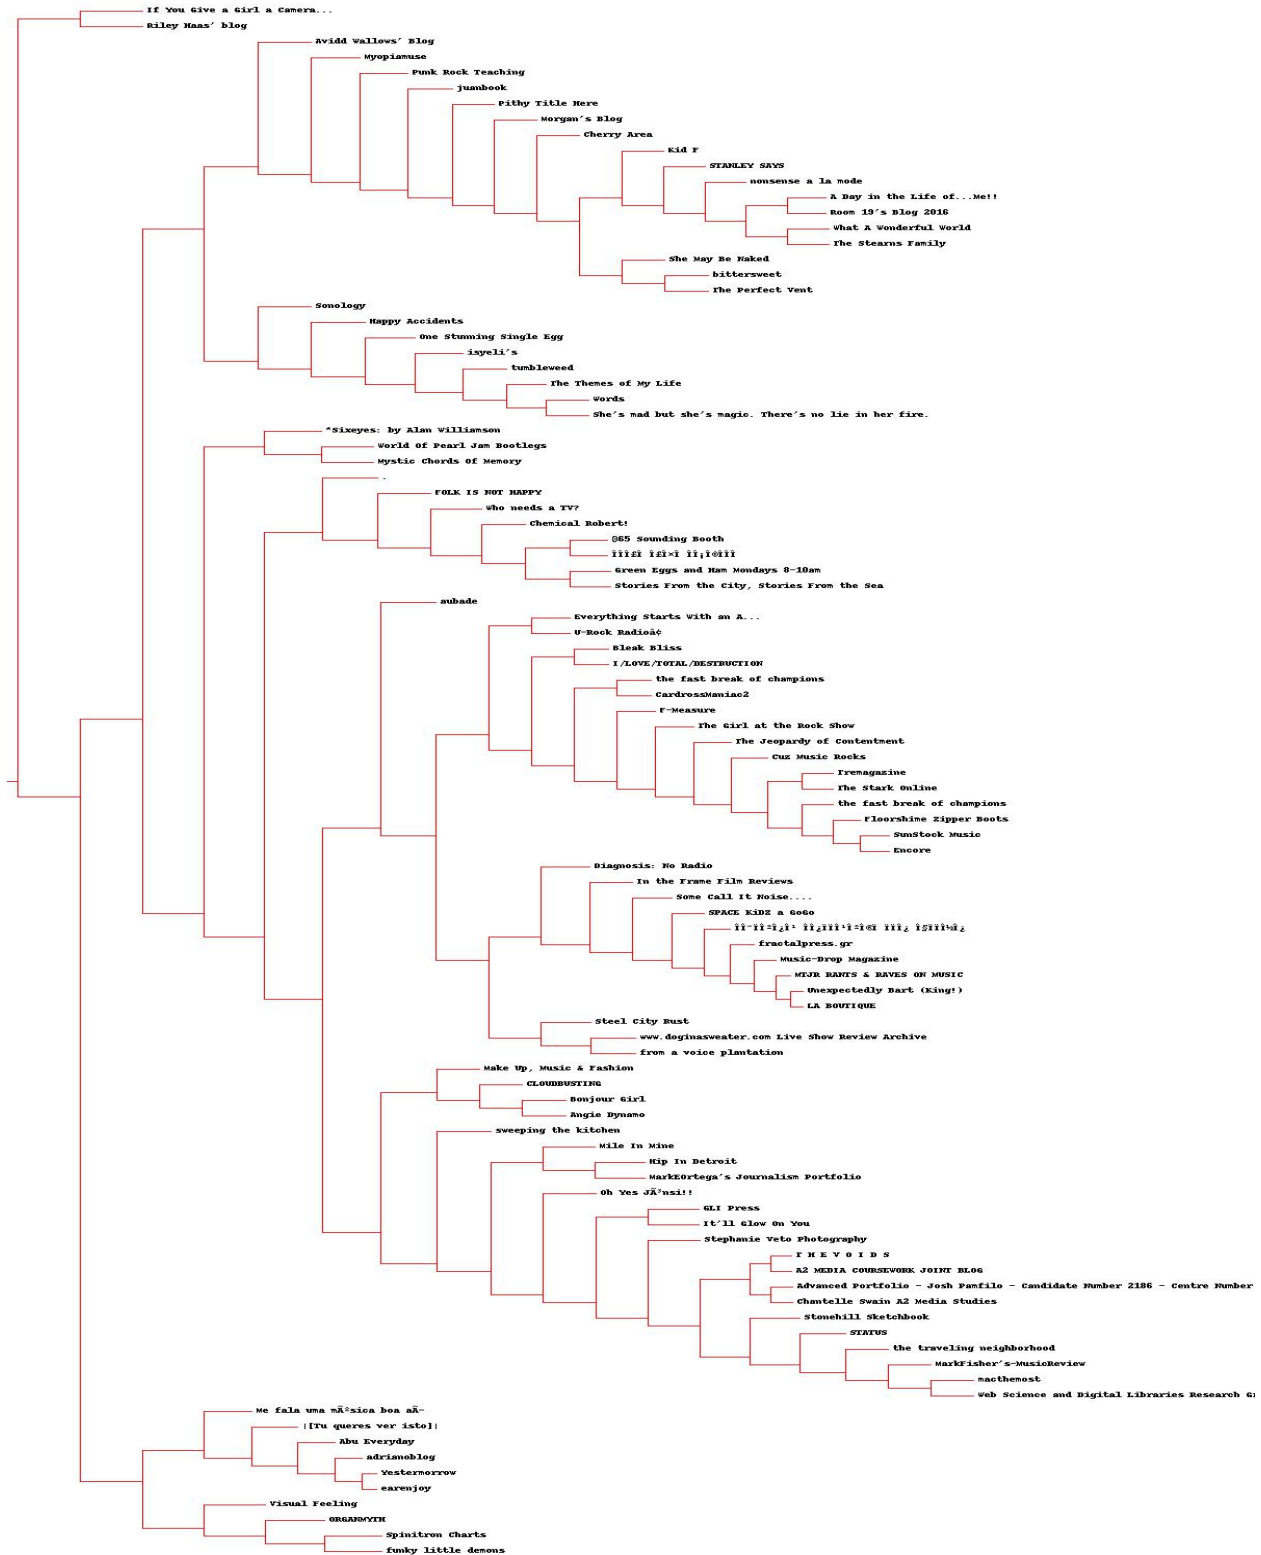 If You Give a Girl a Camera...
Riley Haas' blog
Avidd Wallows' Blog
Myopiamuse
Punk Rock Teaching
juanbook
Pithy Title Here
Morgan's Blog
Cherry Area
Kid F
STANLEY SAYS
nonsense a la mode
A Day in the Life of...Me!!
Room 19's Blog 2016
What A Wonderful World
The Stearns Family
She May Be Naked
bittersweet
The Perfect Vent
Sonology
Happy Accidents
One Stunning Single Egg
isyeli's
tumbleweed
The Themes of My Life
Words
She's mad but she's magic. There's no lie in her fire.
*Sixeyes: by Alan Williamson
World Of Pearl Jam Bootlegs
Mystic Chords Of Memory
.
FOLK IS NOT HAPPY
Who needs a TV?
Chemical Robert!
@65 Sounding Booth
Green Eggs and Ham Mondays 8-10am
Stories From the City, Stories From the Sea
aubade
Everything Starts With an A...
U-Rock Radioâ¢
Bleak Bliss
I/LOVE/TOTAL/DESTRUCTION
the fast break of champions
CardrossManiac2
F-Measure
The Girl at the Rock Show
The Jeopardy of Contentment
Cuz Music Rocks
Tremagazine
The Stark Online
the fast break of champions
Floorshime Zipper Boots
SunStock Music
Encore
Diagnosis: No Radio
In the Frame Film Reviews
Some Call It Noise....
SPACE KiDZ a GoGo
fractalpress.gr
Music-Drop Magazine
MTJR RANTS & RAVES ON MUSIC
Unexpectedly Bart (King!)
LA BOUTIQUE
Steel City Rust
www.doginasweater.com Live Show Review Archive
from a voice plantation
Make Up, Music & Fashion
CLOUDBUSTING
Bonjour Girl
Angie Dynamo
sweeping the kitchen
Mile In Mine
Hip In Detroit
MarkEOrtega's Journalism Portfolio
Oh Yes JÃ³nsi!!
GLI Press
It'll Glow On You
Stephanie Veto Photography
T H E V O I D S
A2 MEDIA COURSEWORK JOINT BLOG
Advanced Portfolio - Josh Pamfilo - Candidate Number 2186 - Centre Number
Chantelle Swain A2 Media Studies
Stonehill Sketchbook
STATUS
the traveling neighborhood
MarkFisher's-MusicReview
macthemost
Web Science and Digital Libraries Research
Me fala uma mÃºsica boa aÃ­
|[Tu queres ver isto]|
Abu Everyday
adrianoblog
Yestermorrow
earenjoy
Visual Feeling
ORGANMYTH
Spinitron Charts
funky little demons